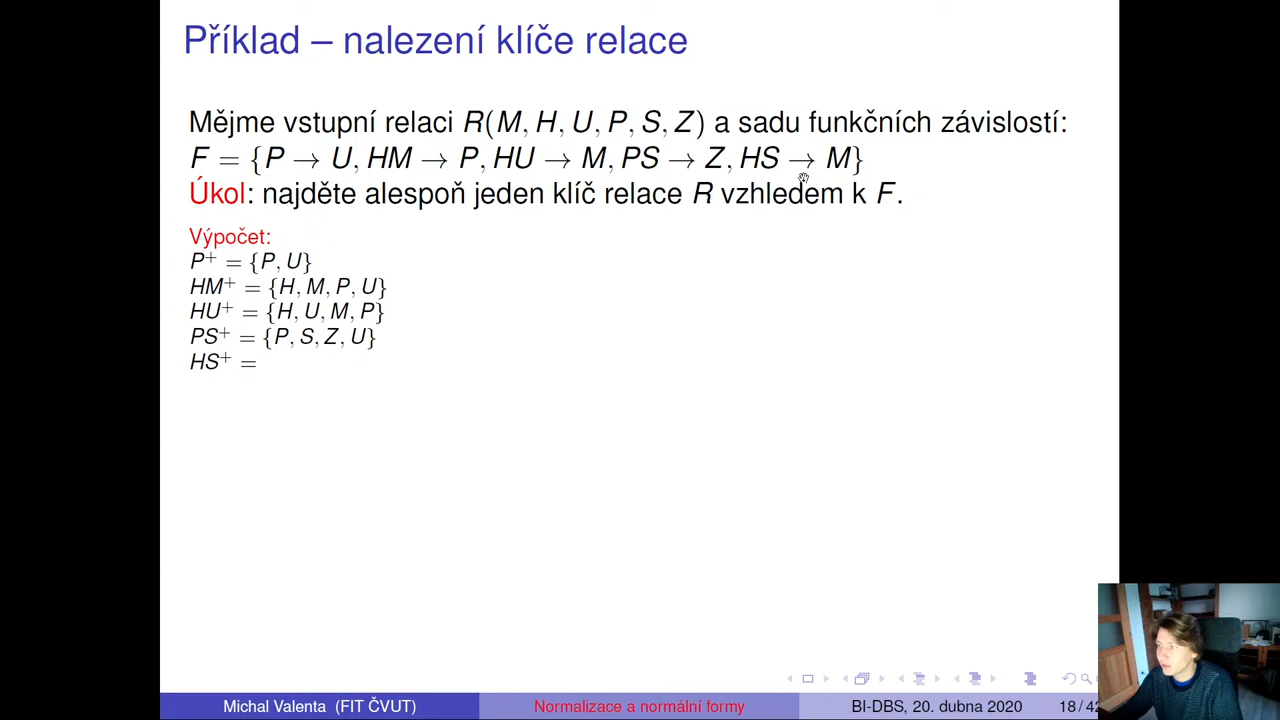 Příklad – nalezení klíče relace
Mějme vstupní relaci R(M, H, U, P, S, Z) a sadu funkčních závislostí:
F = {P → U, HM → P, HU → M, PS → Z, HS → M}
Úkol: najděte alespoň jeden klíč relace R vzhledem k F.
Výpočet:
P⁺ = {P, U}
HM⁺ = {H, M, P, U}
HU⁺ = {H, U, M, P}
PS⁺ = {P, S, Z, U}
HS⁺ =
Michal Valenta (FIT ČVUT) Normalizace a normální formy BI-DBS, 20. dubna 2020 18 / 42